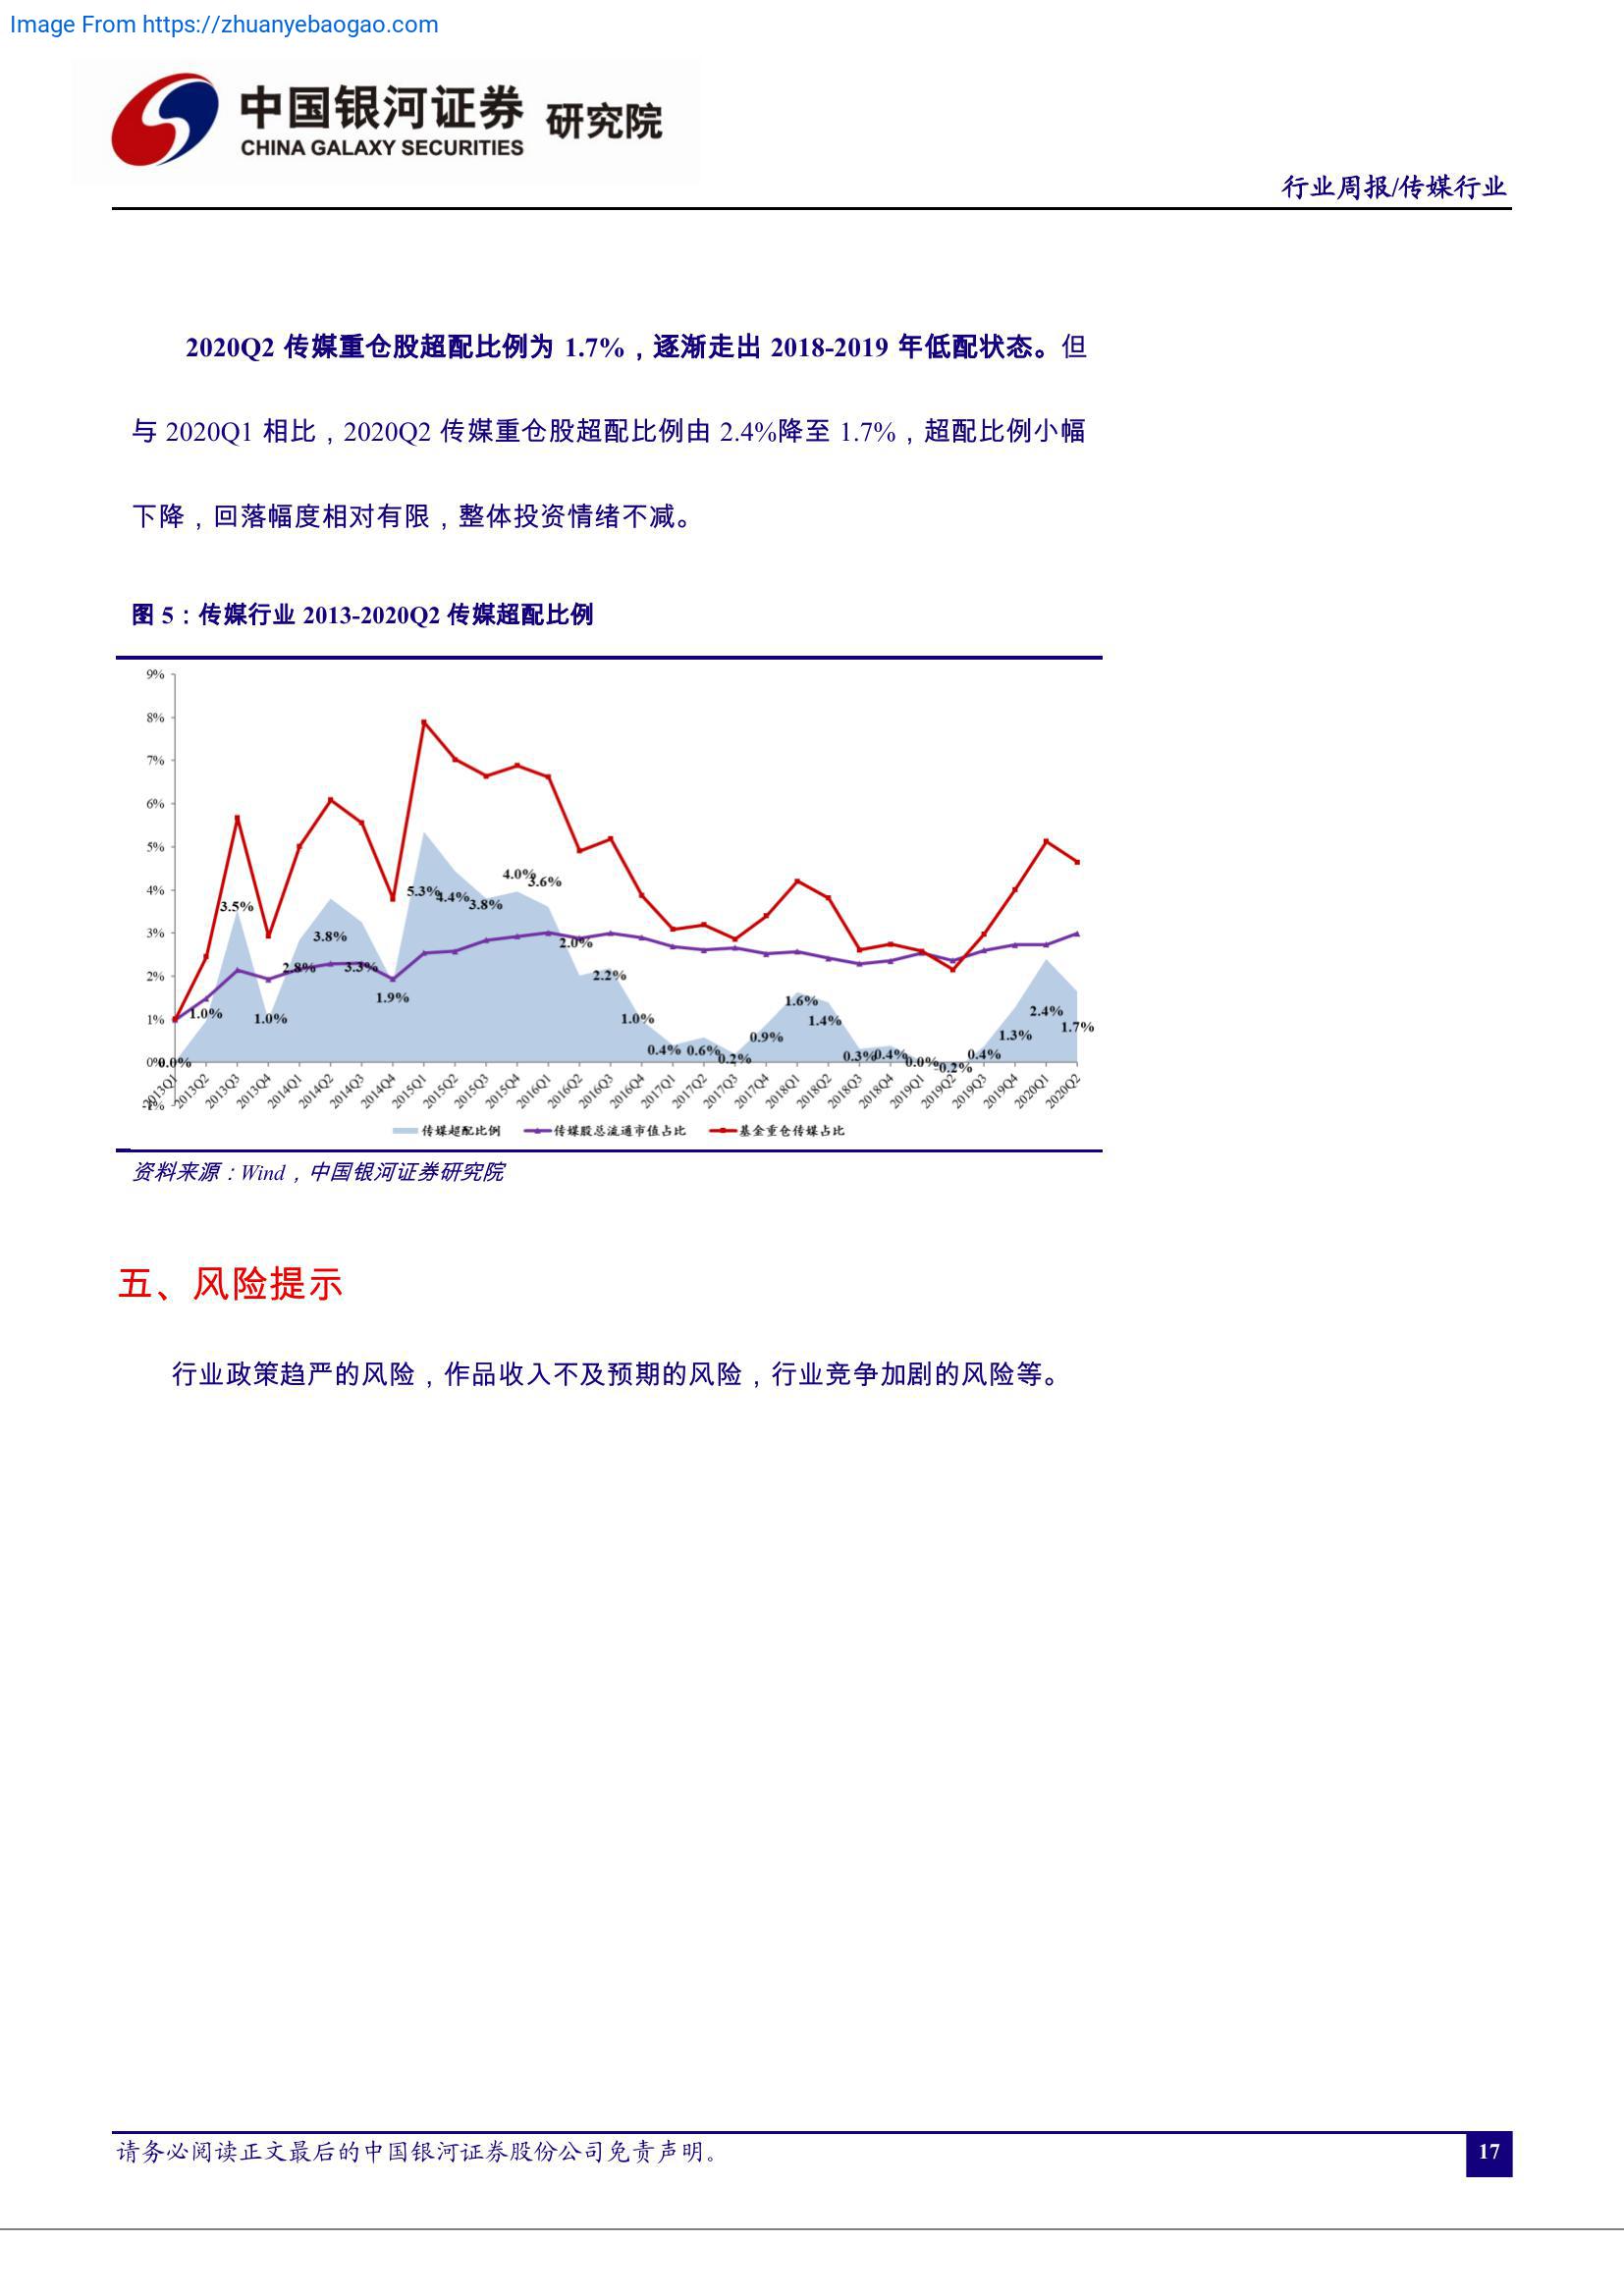 Image From https://zhuanyebaogao.com
中国银河证券 研究院
CHINA GALAXY SECURITIES
行业周报/传媒行业
2020Q2 传媒重仓股超配比例为 1.7%，逐渐走出 2018-2019 年低配状态。但
与 2020Q1 相比，2020Q2 传媒重仓股超配比例由 2.4%降至 1.7%，超配比例小幅
下降，回落幅度相对有限，整体投资情绪不减。
图 5：传媒行业 2013-2020Q2 传媒超配比例
9%
8%
7%
6%
5%
4%
3%
2%
1%
0%
-1%
0.0%
1.0%
3.5%
1.0%
2.8%
3.8%
3.3%
1.9%
5.3%
4.4%
3.8%
4.0%
3.6%
2.0%
2.2%
1.0%
0.4%
0.6%
0.2%
0.9%
1.6%
1.4%
0.3%
0.4%
0.0%
-0.2%
0.4%
1.3%
2.4%
1.7%
2013Q1
2013Q2
2013Q3
2013Q4
2014Q1
2014Q2
2014Q3
2014Q4
2015Q1
2015Q2
2015Q3
2015Q4
2016Q1
2016Q2
2016Q3
2016Q4
2017Q1
2017Q2
2017Q3
2017Q4
2018Q1
2018Q2
2018Q3
2018Q4
2019Q1
2019Q2
2019Q3
2019Q4
2020Q1
2020Q2
传媒超配比例 传媒股总流通市值占比 基金重仓传媒占比
资料来源：Wind，中国银河证券研究院
五、风险提示
行业政策趋严的风险，作品收入不及预期的风险，行业竞争加剧的风险等。
请务必阅读正文最后的中国银河证券股份公司免责声明。
17